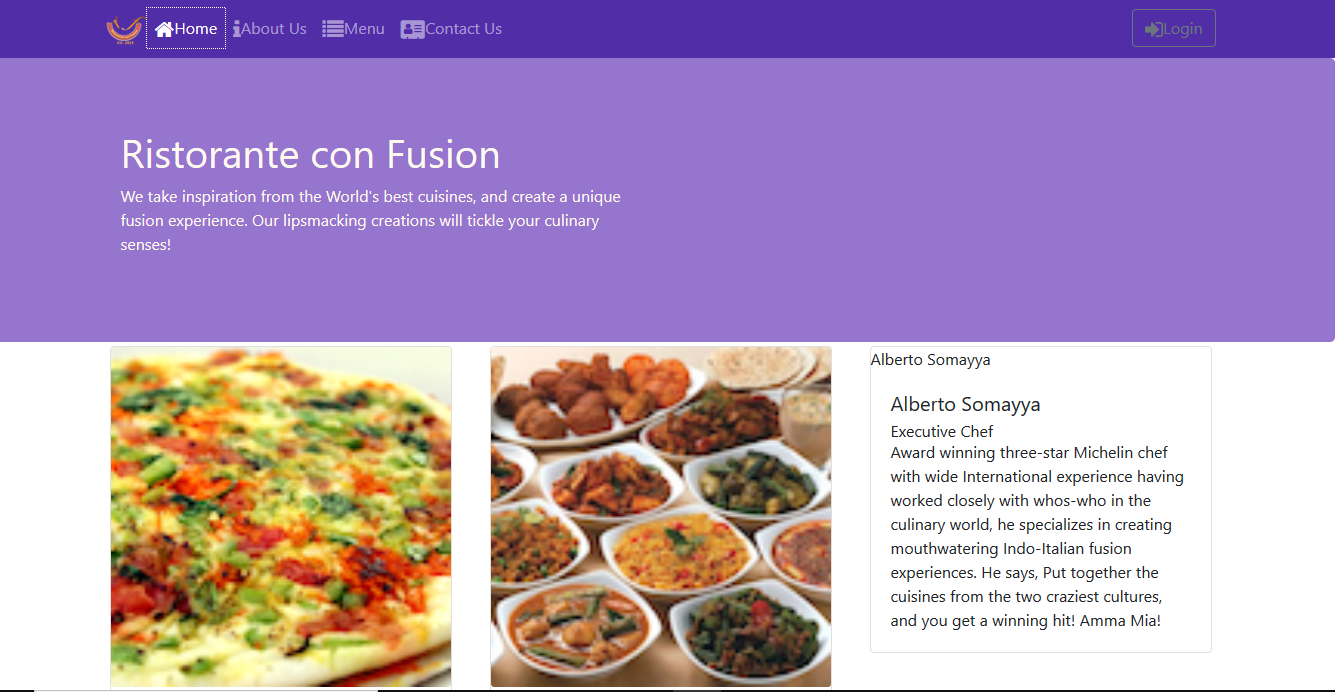 Home About Us Menu Contact Us Login
Ristorante con Fusion
We take inspiration from the World's best cuisines, and create a unique
fusion experience. Our lipsmacking creations will tickle your culinary
senses!
Alberto Somayya
Alberto Somayya
Executive Chef
Award winning three-star Michelin chef
with wide International experience having
worked closely with whos-who in the
culinary world, he specializes in creating
mouthwatering Indo-Italian fusion
experiences. He says, Put together the
cuisines from the two craziest cultures,
and you get a winning hit! Amma Mia!